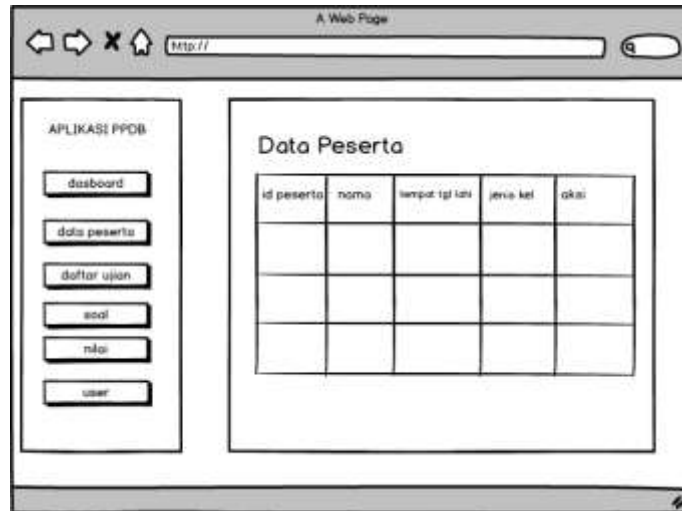 A Web Page
http://
APLIKASI PPDB
dasboard
data peserta
daftar ujian
soal
nilai
user
Data Peserta
id peserta nama tempat tgl lahi jenis kel aksi